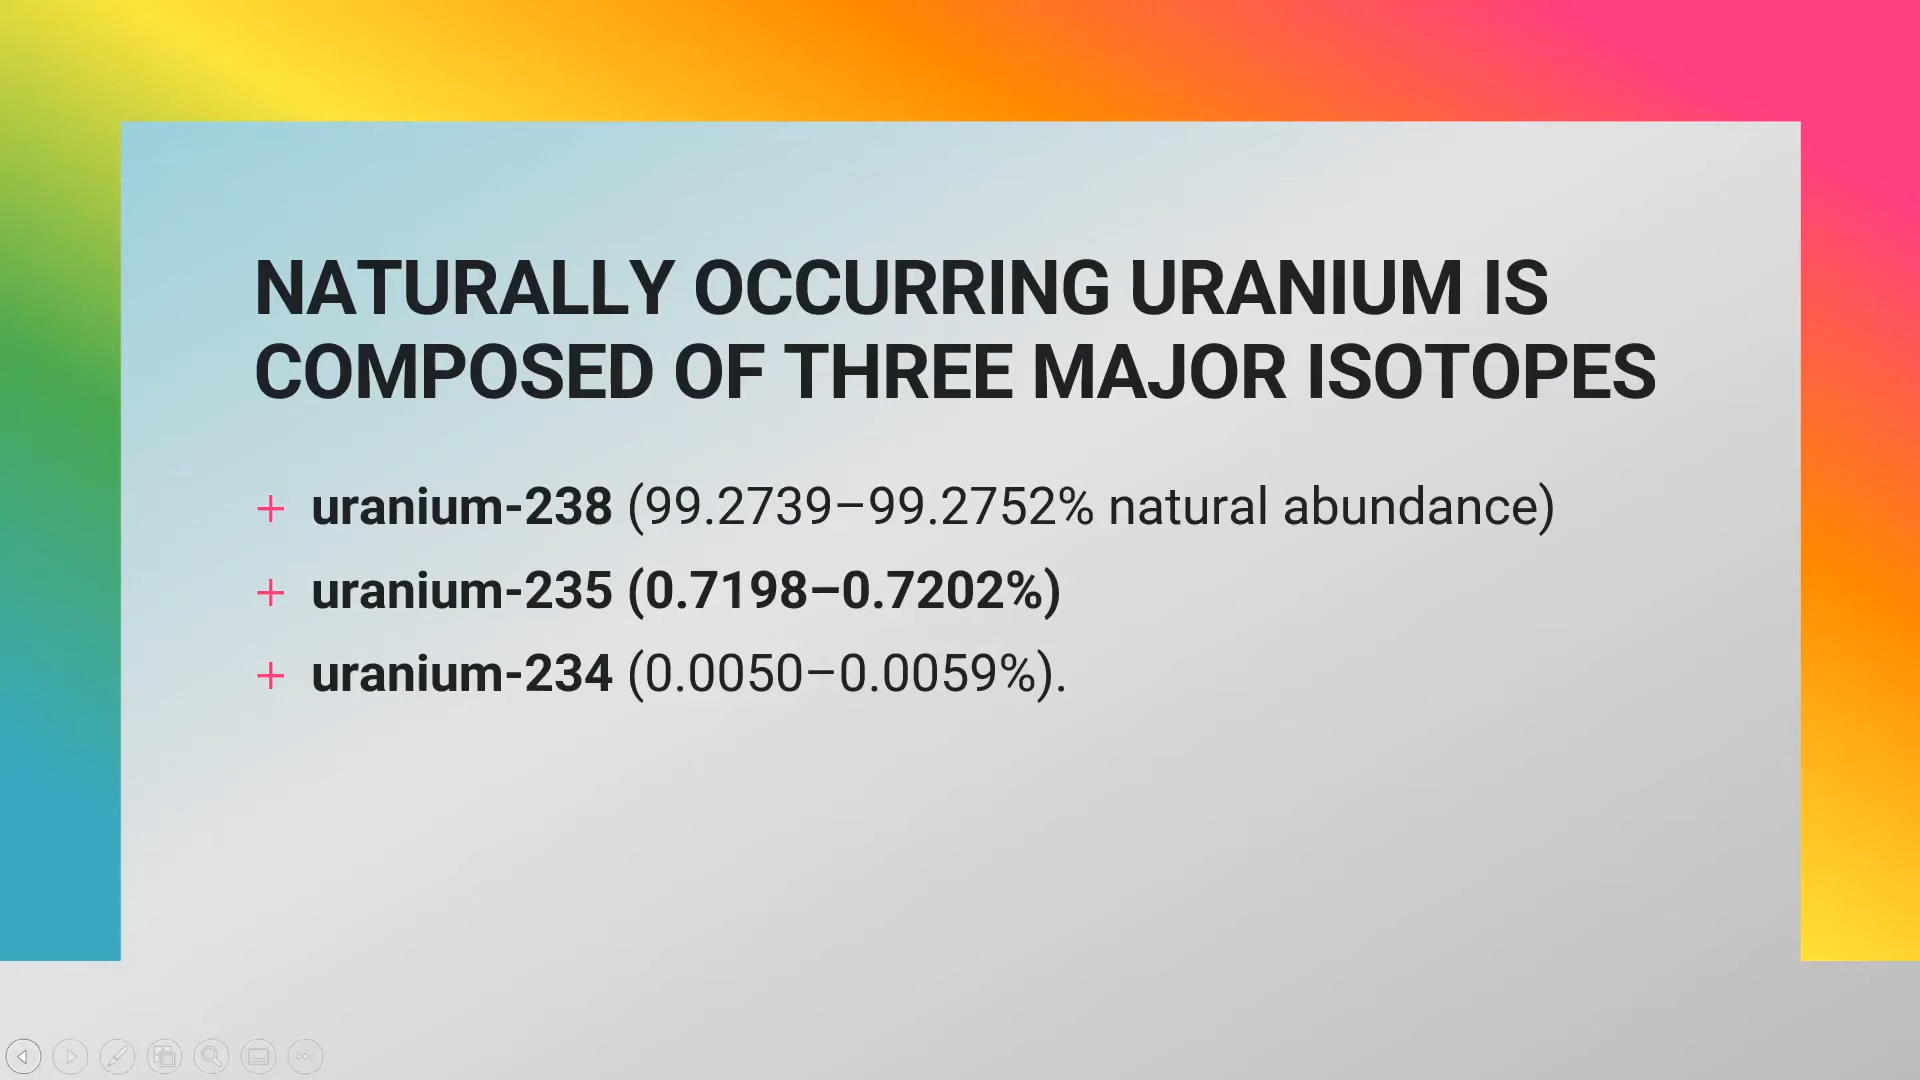 NATURALLY OCCURRING URANIUM IS
COMPOSED OF THREE MAJOR ISOTOPES
+ uranium-238 (99.2739–99.2752% natural abundance)
+ uranium-235 (0.7198–0.7202%)
+ uranium-234 (0.0050–0.0059%).